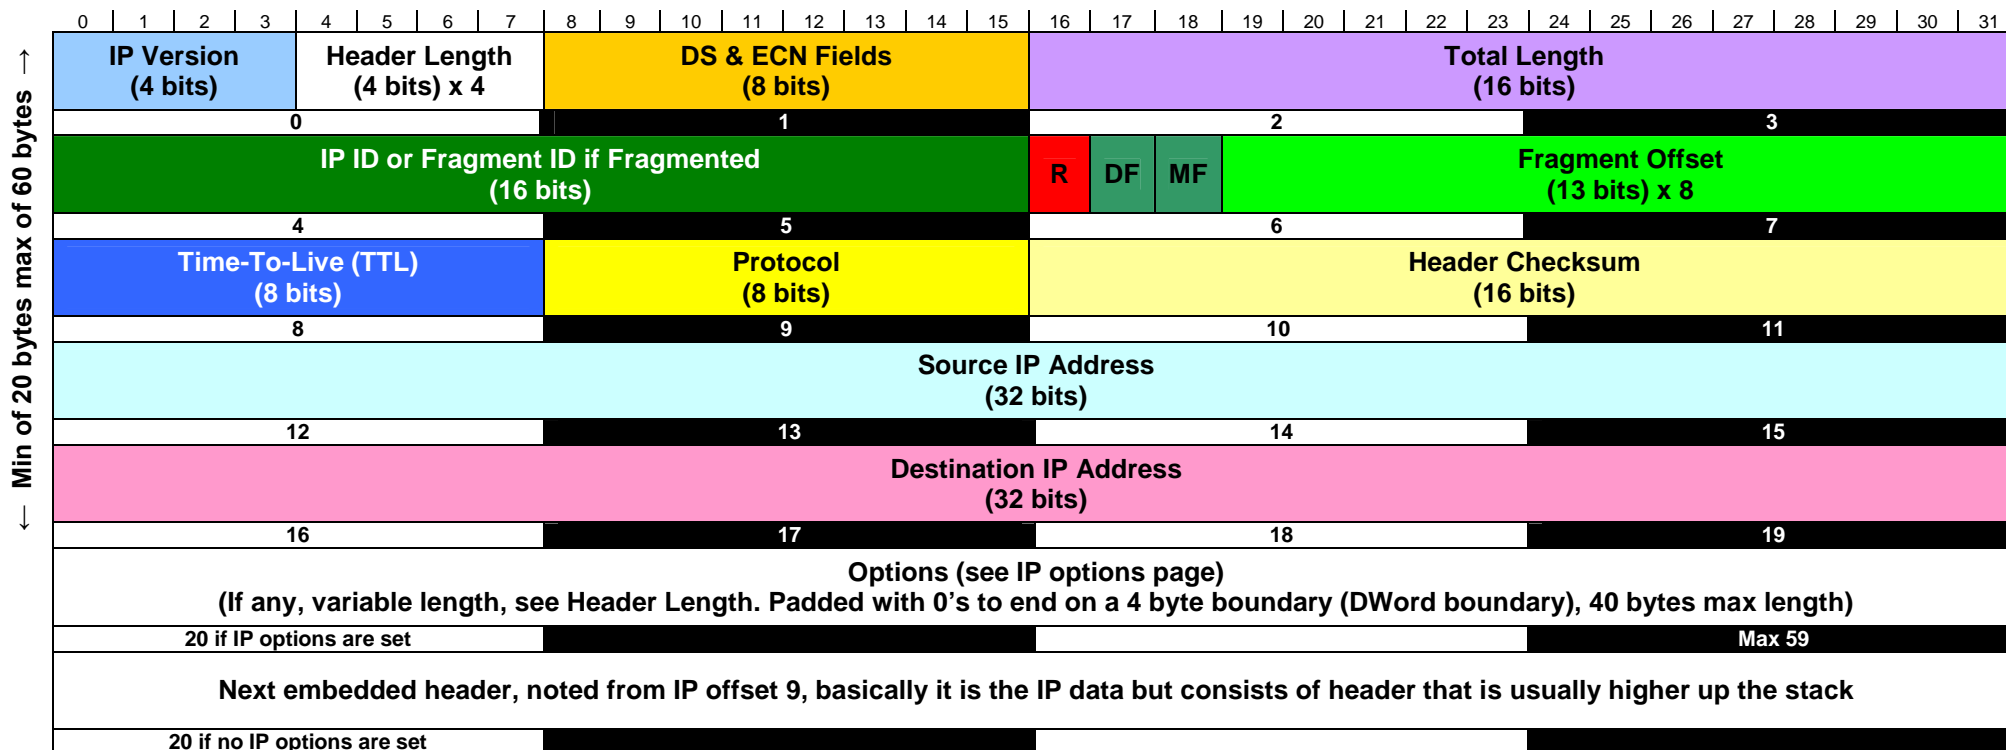 0 1 2 3 4 5 6 7 8 9 10 11 12 13 14 15 16 17 18 19 20 21 22 23 24 25 26 27 28 29 30 31
← Min of 20 bytes max of 60 bytes →
IP Version Header Length DS & ECN Fields Total Length
(4 bits) (4 bits) x 4 (8 bits) (16 bits)
0 1 2 3
IP ID or Fragment ID if Fragmented R DF MF Fragment Offset
(16 bits) (13 bits) x 8
4 5 6 7
Time-To-Live (TTL) Protocol Header Checksum
(8 bits) (8 bits) (16 bits)
8 9 10 11
Source IP Address
(32 bits)
12 13 14 15
Destination IP Address
(32 bits)
16 17 18 19
Options (see IP options page)
(If any, variable length, see Header Length. Padded with 0’s to end on a 4 byte boundary (DWord boundary), 40 bytes max length)
20 if IP options are set Max 59
Next embedded header, noted from IP offset 9, basically it is the IP data but consists of header that is usually higher up the stack
20 if no IP options are set